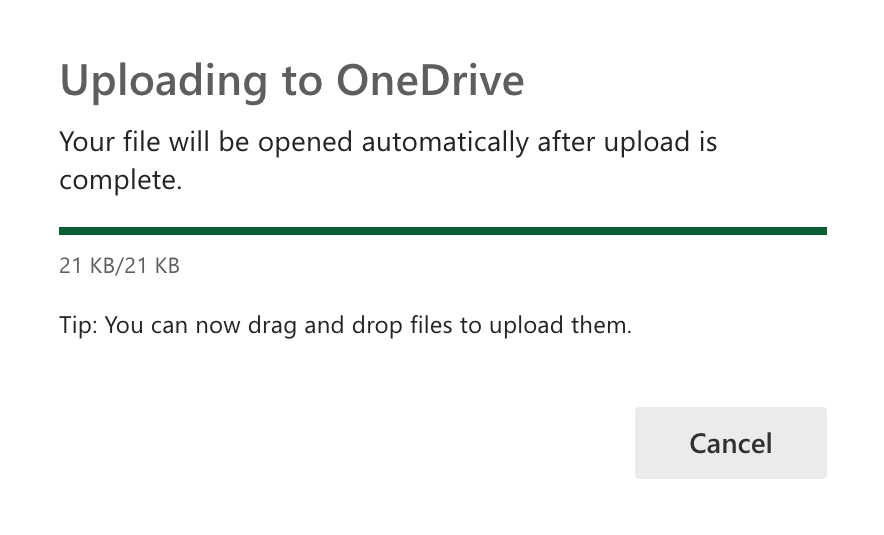 Uploading to OneDrive
Your file will be opened automatically after upload is
complete.
21 KB/21 KB
Tip: You can now drag and drop files to upload them.
Cancel